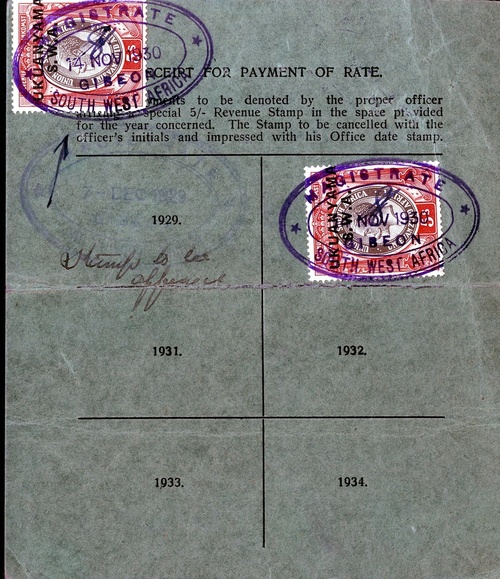 MAGISTRATE
14 NOV 1930
GIBEON
SOUTH WEST AFRICA
UKUANYAMA
S.W.A.
RECEIPT FOR PAYMENT OF RATE.
to be denoted by the proper officer
special 5/- Revenue Stamp in the space provided
for the year concerned. The Stamp to be cancelled with the
officer's initials and impressed with his Office date stamp.
1929.
Stamp to be
affixed
MAGISTRATE
NOV 1930
GIBEON
SOUTH WEST AFRICA
UKUANYAMA
S.W.A.
1931.
1932.
1933.
1934.